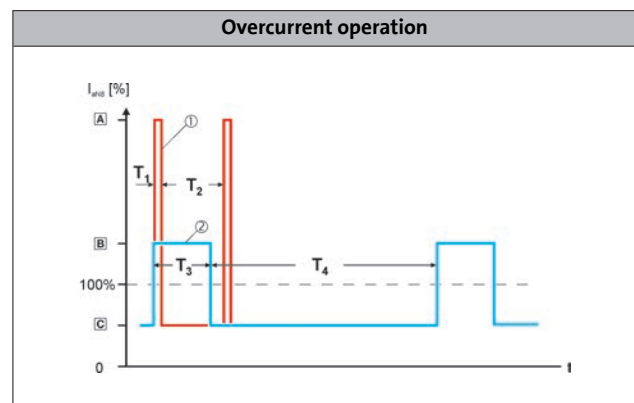 Overcurrent operation
[%]
A
①
T₁
T₂
②
B
T₃
T₄
100%
C
0
t